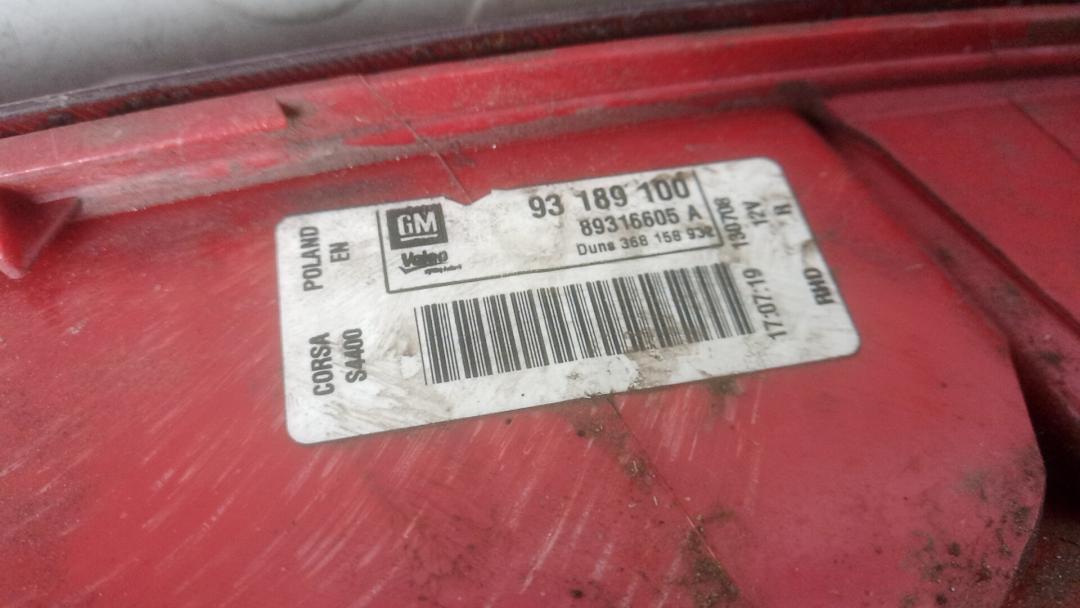 GM
93 189 100
89316605 A
Duns 368 158 932
Valeo
POLAND
EN
CORSA
S4400
130708
12V
R
17:07:19
RHD